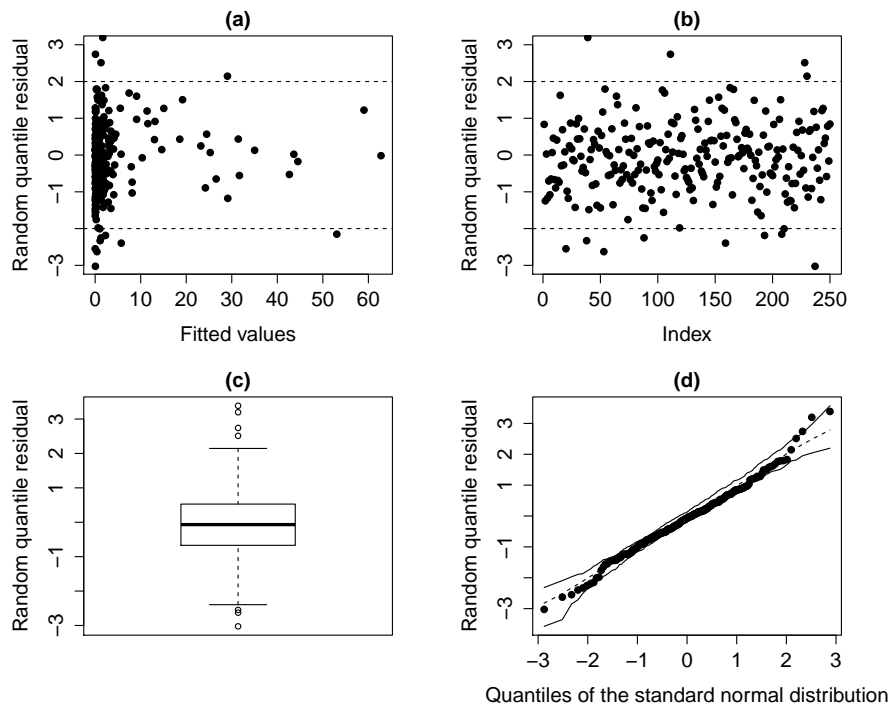 (a)
Random quantile residual
3
2
1
0
-1
-3
0 10 20 30 40 50 60
Fitted values
(b)
Random quantile residual
3
2
1
0
-1
-3
0 50 100 150 200 250
Index
(c)
Random quantile residual
3
2
1
-1
-3
(d)
Random quantile residual
3
2
1
-1
-3
-3 -2 -1 0 1 2 3
Quantiles of the standard normal distribution